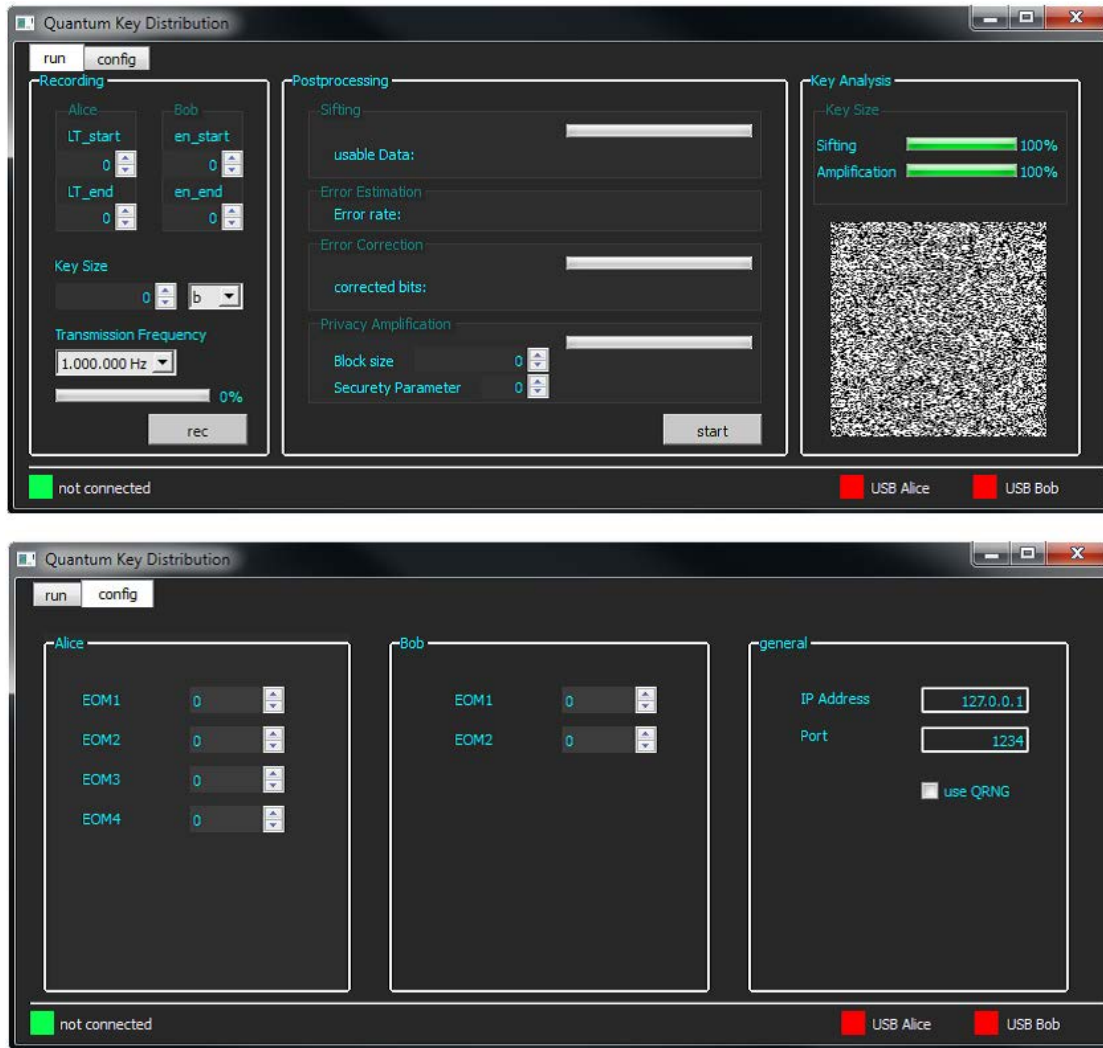 Quantum Key Distribution
run config
Recording
Alice Bob
LT_start en_start
0 0
LT_end en_end
0 0
Key Size
0 b
Transmission Frequency
1.000.000 Hz
0%
rec
Postprocessing
Sifting
usable Data:
Error Estimation
Error rate:
Error Correction
corrected bits:
Privacy Amplification
Block size 0
Securety Parameter 0
start
Key Analysis
Key Size
Sifting 100%
Amplification 100%
not connected USB Alice USB Bob
Quantum Key Distribution
run config
Alice
EOM1 0
EOM2 0
EOM3 0
EOM4 0
Bob
EOM1 0
EOM2 0
general
IP Address 127.0.0.1
Port 1234
use QRNG
not connected USB Alice USB Bob